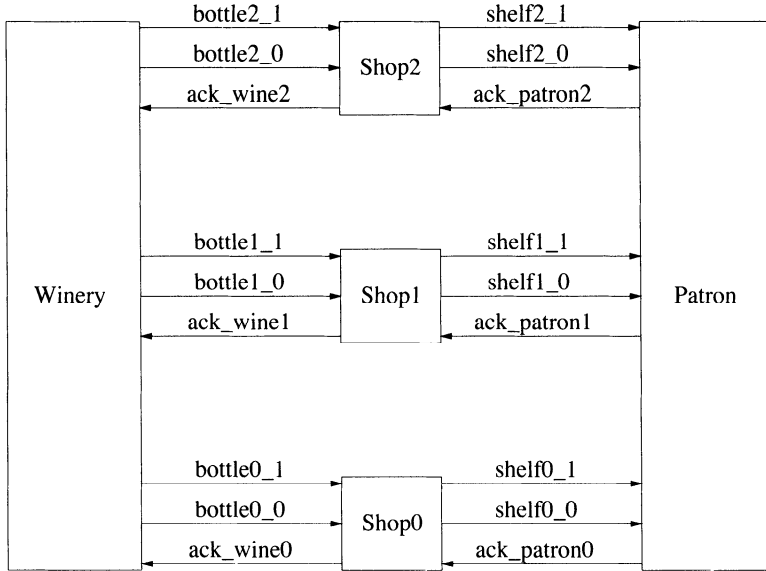 bottle2_1 shelf2_1
bottle2_0 Shop2 shelf2_0
ack_wine2 ack_patron2
bottle1_1 shelf1_1
bottle1_0 shelf1_0
Winery Shop1 Patron
ack_wine1 ack_patron1
bottle0_1 shelf0_1
bottle0_0 shelf0_0
Shop0
ack_wine0 ack_patron0